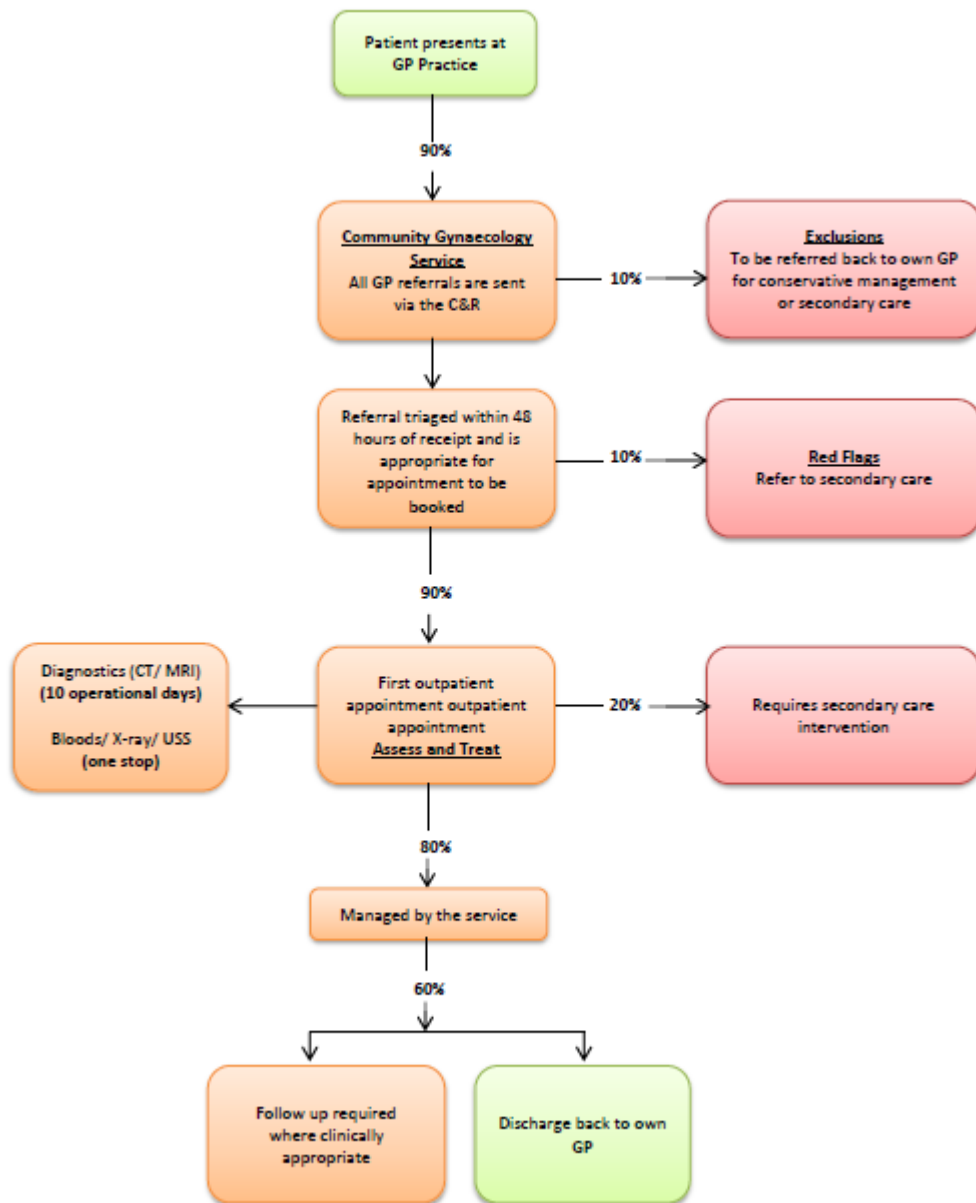 Patient presents at
GP Practice
90%
Community Gynaecology
Service
All GP referrals are sent
via the C&R
10%
Exclusions
To be referred back to own GP
for conservative management
or secondary care
Referral triaged within 48
hours of receipt and is
appropriate for
appointment to be
booked
10%
Red Flags
Refer to secondary care
90%
Diagnostics (CT/ MRI)
(10 operational days)
Bloods/ X-ray/ USS
(one stop)
First outpatient
appointment outpatient
appointment
Assess and Treat
20%
Requires secondary care
intervention
80%
Managed by the service
60%
Follow up required
where clinically
appropriate
Discharge back to own
GP